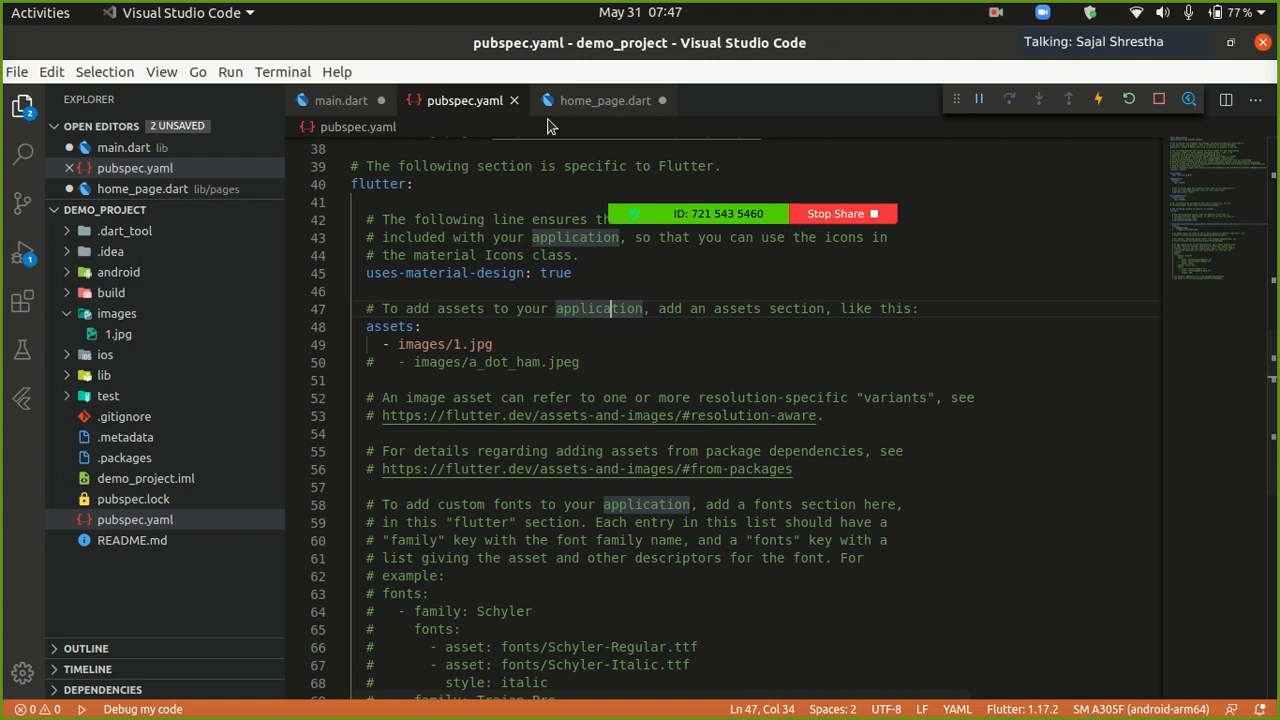 Activities
Visual Studio Code
May 31 07:47
77 %
pubspec.yaml - demo_project - Visual Studio Code
Talking: Sajal Shrestha
File Edit Selection View Go Run Terminal Help
EXPLORER
main.dart
pubspec.yaml
home_page.dart
OPEN EDITORS 2 UNSAVED
pubspec.yaml
main.dart lib
pubspec.yaml
home_page.dart lib/pages
DEMO_PROJECT
.dart_tool
.idea
android
build
images
1.jpg
ios
lib
test
.gitignore
.metadata
.packages
demo_project.iml
pubspec.lock
pubspec.yaml
README.md
OUTLINE
TIMELINE
DEPENDENCIES
2
1
38
39 # The following section is specific to Flutter.
40 flutter:
41
42 # The following line ensures th
ID: 721 543 5460 Stop Share
43 # included with your application, so that you can use the icons in
44 # the material Icons class.
45 uses-material-design: true
46
47 # To add assets to your application, add an assets section, like this:
48 assets:
49 - images/1.jpg
50 # - images/a_dot_ham.jpeg
51
52 # An image asset can refer to one or more resolution-specific "variants", see
53 # https://flutter.dev/assets-and-images/#resolution-aware.
54
55 # For details regarding adding assets from package dependencies, see
56 # https://flutter.dev/assets-and-images/#from-packages
57
58 # To add custom fonts to your application, add a fonts section here,
59 # in this "flutter" section. Each entry in this list should have a
60 # "family" key with the font family name, and a "fonts" key with a
61 # list giving the asset and other descriptors for the font. For
62 # example:
63 # fonts:
64 # - family: Schyler
65 # fonts:
66 # - asset: fonts/Schyler-Regular.ttf
67 # - asset: fonts/Schyler-Italic.ttf
68 # style: italic
# - family: Trajan Pro
0 0
Debug my code
Ln 47, Col 34
Spaces: 2
UTF-8
LF
YAML
Flutter: 1.17.2
SM A305F (android-arm64)